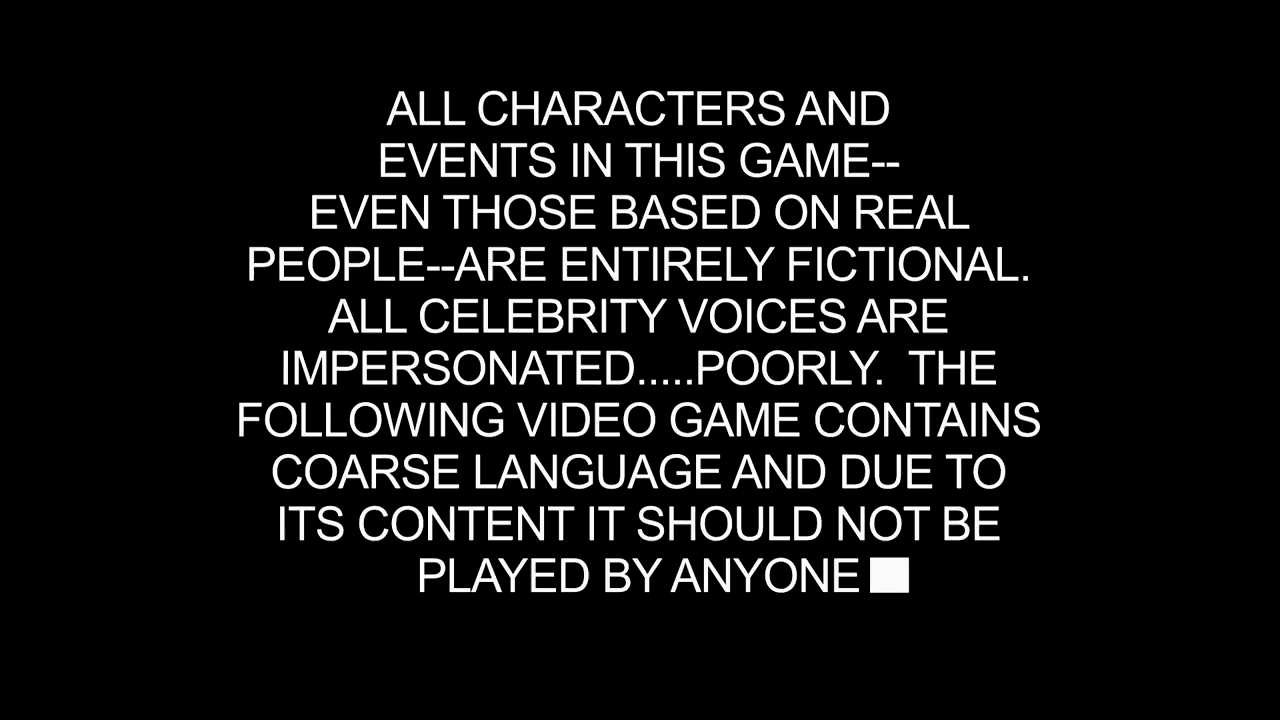 ALL CHARACTERS AND
EVENTS IN THIS GAME--
EVEN THOSE BASED ON REAL
PEOPLE--ARE ENTIRELY FICTIONAL.
ALL CELEBRITY VOICES ARE
IMPERSONATED.....POORLY.  THE
FOLLOWING VIDEO GAME CONTAINS
COARSE LANGUAGE AND DUE TO
ITS CONTENT IT SHOULD NOT BE
PLAYED BY ANYONE ■